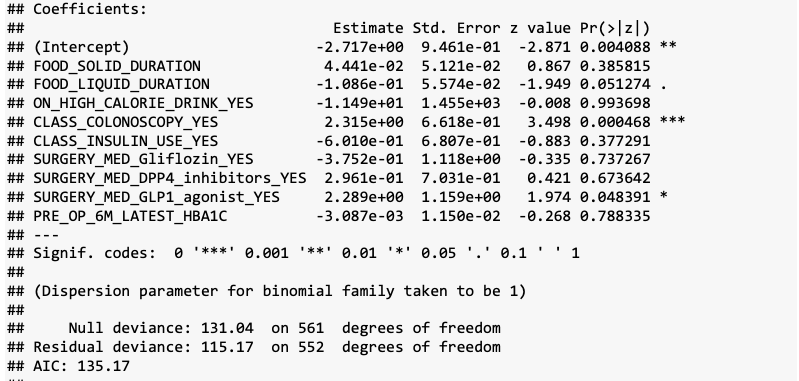 ## Coefficients:
##                                Estimate Std. Error z value Pr(>|z|)
## (Intercept)                  -2.717e+00  9.461e-01  -2.871 0.004088 **
## FOOD_SOLID_DURATION           4.441e-02  5.121e-02   0.867 0.385815
## FOOD_LIQUID_DURATION         -1.086e-01  5.574e-02  -1.949 0.051274 .
## ON_HIGH_CALORIE_DRINK_YES    -1.149e+01  1.455e+03  -0.008 0.993698
## CLASS_COLONOSCOPY_YES         2.315e+00  6.618e-01   3.498 0.000468 ***
## CLASS_INSULIN_USE_YES        -6.010e-01  6.807e-01  -0.883 0.377291
## SURGERY_MED_Gliflozin_YES    -3.752e-01  1.118e+00  -0.335 0.737267
## SURGERY_MED_DPP4_inhibitors_YES  2.961e-01  7.031e-01   0.421 0.673642
## SURGERY_MED_GLP1_agonist_YES  2.289e+00  1.159e+00   1.974 0.048391 *
## PRE_OP_6M_LATEST_HBA1C       -3.087e-03  1.150e-02  -0.268 0.788335
## ---
## Signif. codes:  0 '***' 0.001 '**' 0.01 '*' 0.05 '.' 0.1 ' ' 1
##
## (Dispersion parameter for binomial family taken to be 1)
##
##     Null deviance: 131.04  on 561  degrees of freedom
## Residual deviance: 115.17  on 552  degrees of freedom
## AIC: 135.17
##